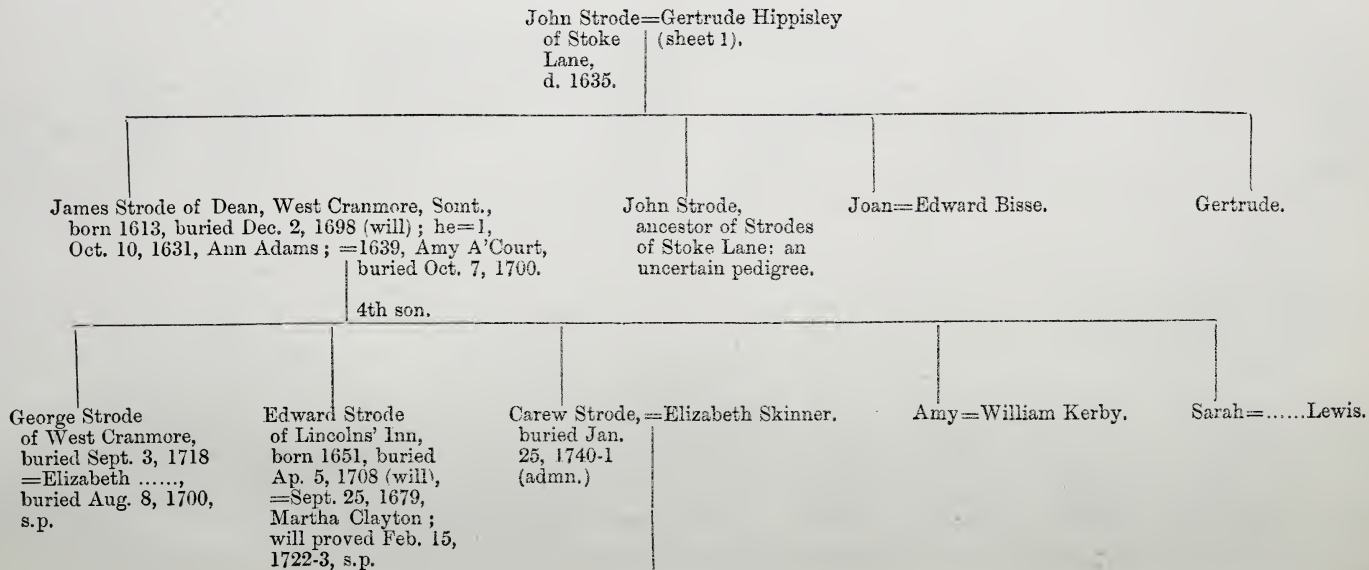 John Strode=Gertrude Hippisley
of Stoke (sheet 1).
Lane,
d. 1635.
James Strode of Dean, West Cranmore, Somt.,
born 1613, buried Dec. 2, 1698 (will); he=1,
Oct. 10, 1631, Ann Adams; =1639, Amy A'Court,
buried Oct. 7, 1700.
John Strode,
ancestor of Strodes
of Stoke Lane: an
uncertain pedigree.
Joan=Edward Bisse.
Gertrude.
4th son.
George Strode
of West Cranmore,
buried Sept. 3, 1718
=Elizabeth ......,
buried Aug. 8, 1700,
s.p.
Edward Strode
of Lincolns' Inn,
born 1651, buried
Ap. 5, 1708 (will),
=Sept. 25, 1679,
Martha Clayton;
will proved Feb. 15,
1722-3, s.p.
Carew Strode,=Elizabeth Skinner.
buried Jan.
25, 1740-1
(admn.)
Amy=William Kerby.
Sarah=......Lewis.